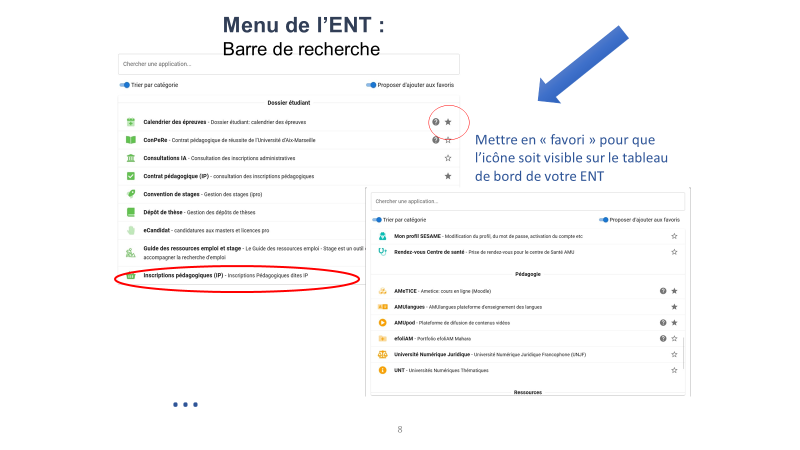 Menu de l'ENT :
Barre de recherche
Chercher une application...
Trier par catégorie
Proposer d'ajouter aux favoris
Dossier étudiant
Calendrier des épreuves - Dossier étudiant: calendrier des épreuves
ConPeRe - Contrat pédagogique de réussite de l'Université d'Aix-Marseille
Consultations IA - Consultation des inscriptions administratives
Contrat pédagogique (IP) - consultation des inscriptions pédagogiques
Convention de stages - Gestion des stages (ipro)
Dépôt de thèse - Gestion des dépôts de thèses
eCandidat - candidatures aux masters et licences pro
Guide des ressources emploi et stage - Le Guide des ressources emploi - Stage est un outil
accompagner la recherche d'emploi
Inscriptions pédagogiques (IP) - Inscriptions Pédagogiques dites IP
Mettre en « favori » pour que
l'icône soit visible sur le tableau
de bord de votre ENT
Chercher une application...
Trier par catégorie
Proposer d'ajouter aux favoris
Mon profil SESAME - Modification du profil, du mot de passe, activation du compte etc
Rendez-vous Centre de santé - Prise de rendez-vous pour le centre de Santé AMU
Pédagogie
AMeTICE - Ametice: cours en ligne (Moodle)
AMUlangues - AMUlangues plateforme d'enseignement des langues
AMUpod - Plateforme de difusion de contenus vidéos
efoliAM - Portfolio efoliAM Mahara
Université Numérique Juridique - Université Numérique Juridique Francophone (UNJF)
UNT - Universités Numériques Thématiques
Ressources
...
8